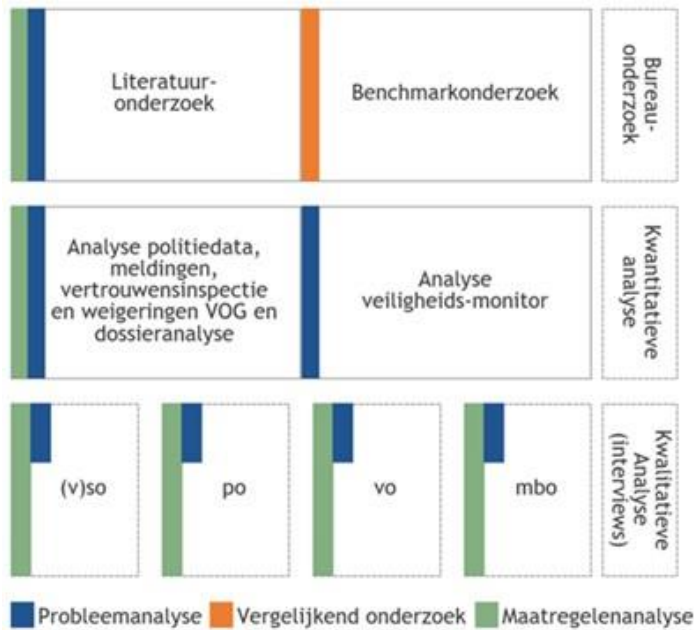 Literatuur-
onderzoek
Benchmarkonderzoek
Bureau-
onderzoek
Analyse politiedata,
meldingen,
vertrouwensinspectie
en weigeringen VOG en
dossieranalyse
Analyse
veiligheids-monitor
Kwantitatieve
analyse
(v)so
po
vo
mbo
Kwalitatieve
Analyse
(interviews)
Probleemanalyse
Vergelijkend onderzoek
Maatregelenanalyse